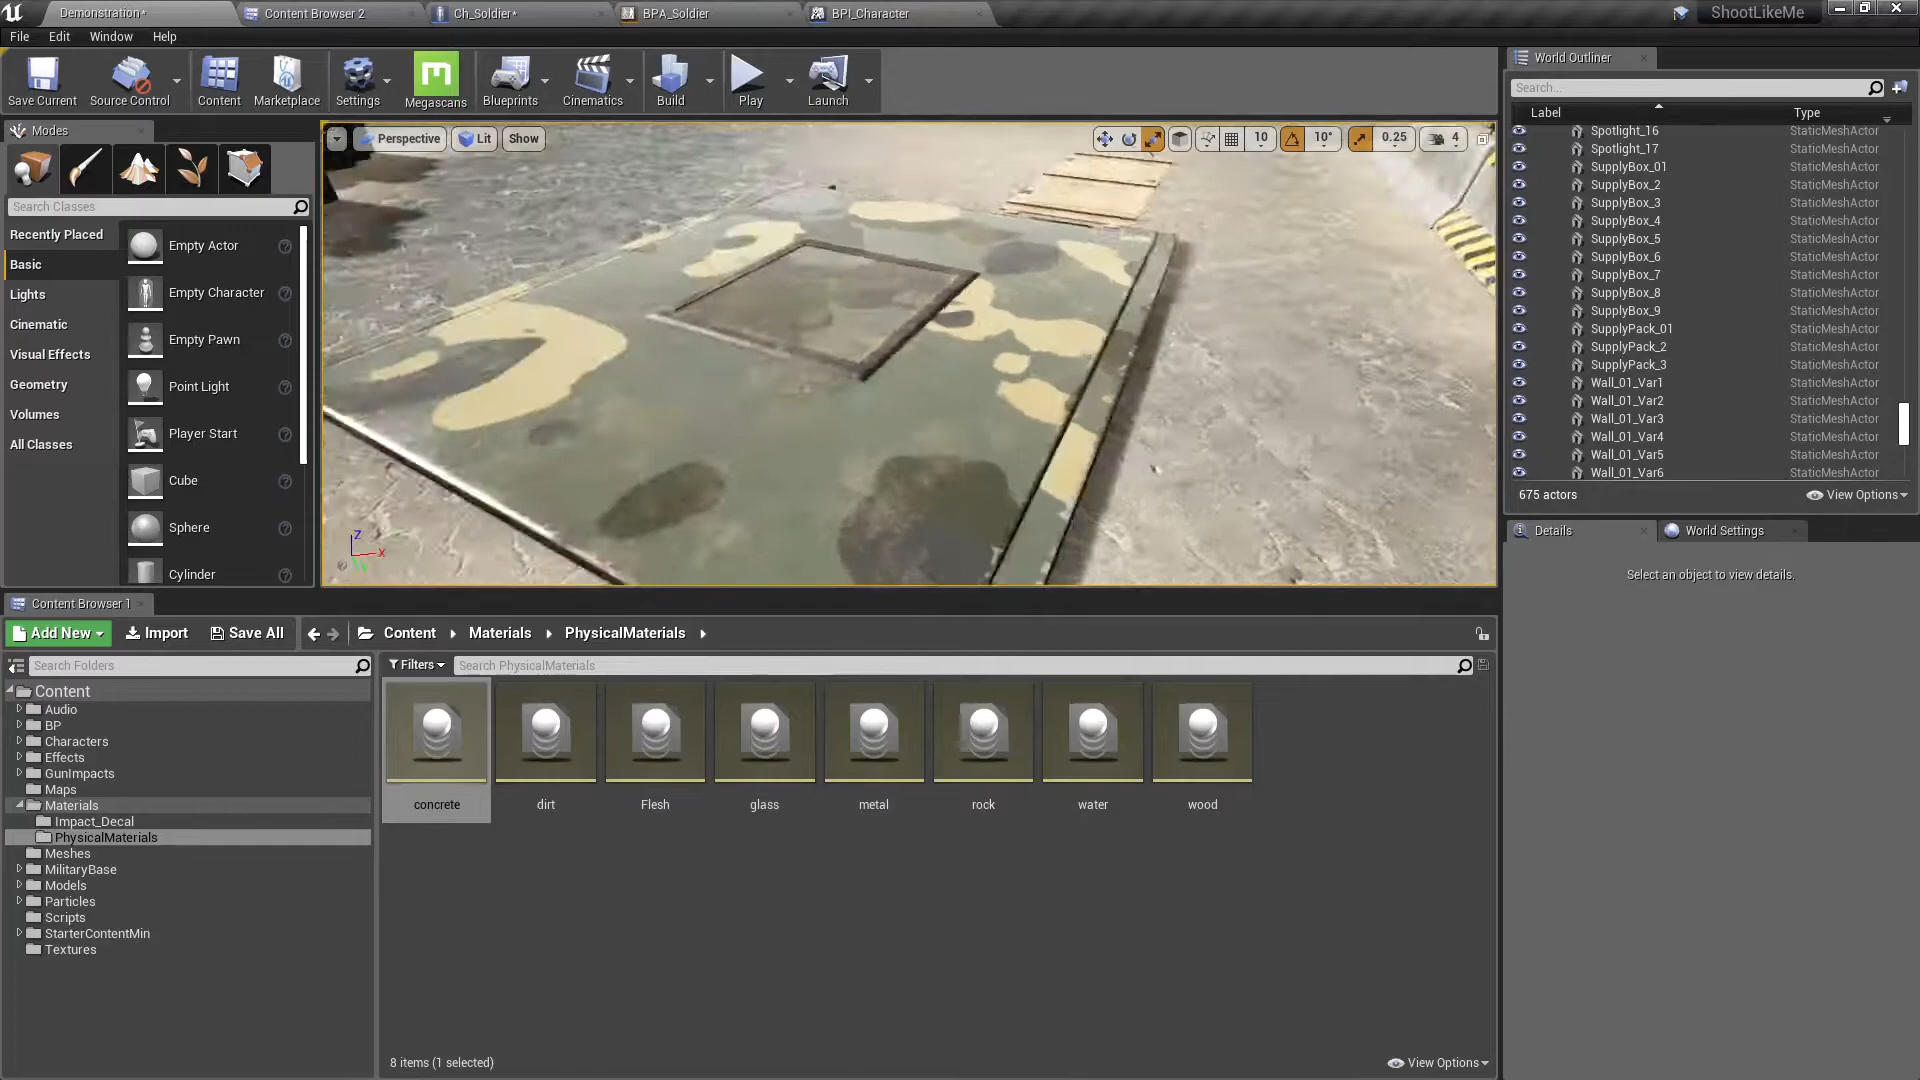 Demonstration*
Content Browser 2
Ch_Soldier*
BPA_Soldier
BPI_Character
ShootLikeMe
File Edit Window Help
Save Current
Source Control
Content
Marketplace
Settings
Megascans
Blueprints
Cinematics
Build
Play
Launch
Modes
Search Classes
Recently Placed
Basic
Lights
Cinematic
Visual Effects
Geometry
Volumes
All Classes
Empty Actor
Empty Character
Empty Pawn
Point Light
Player Start
Cube
Sphere
Cylinder
Perspective Lit Show
10 10° 0.25 4
Z
X
Y
World Outliner
Search...
Label Type
Spotlight_16 StaticMeshActor
Spotlight_17 StaticMeshActor
SupplyBox_01 StaticMeshActor
SupplyBox_2 StaticMeshActor
SupplyBox_3 StaticMeshActor
SupplyBox_4 StaticMeshActor
SupplyBox_5 StaticMeshActor
SupplyBox_6 StaticMeshActor
SupplyBox_7 StaticMeshActor
SupplyBox_8 StaticMeshActor
SupplyBox_9 StaticMeshActor
SupplyPack_01 StaticMeshActor
SupplyPack_2 StaticMeshActor
SupplyPack_3 StaticMeshActor
Wall_01_Var1 StaticMeshActor
Wall_01_Var2 StaticMeshActor
Wall_01_Var3 StaticMeshActor
Wall_01_Var4 StaticMeshActor
Wall_01_Var5 StaticMeshActor
Wall_01_Var6 StaticMeshActor
675 actors View Options
Details
World Settings
Select an object to view details.
Content Browser 1
Add New Import Save All Content Materials PhysicalMaterials
Search Folders
Filters Search PhysicalMaterials
Content
Audio
BP
Characters
Effects
GunImpacts
Maps
Materials
Impact_Decal
PhysicalMaterials
Meshes
MilitaryBase
Models
Particles
Scripts
StarterContentMin
Textures
concrete dirt Flesh glass metal rock water wood
8 items (1 selected) View Options